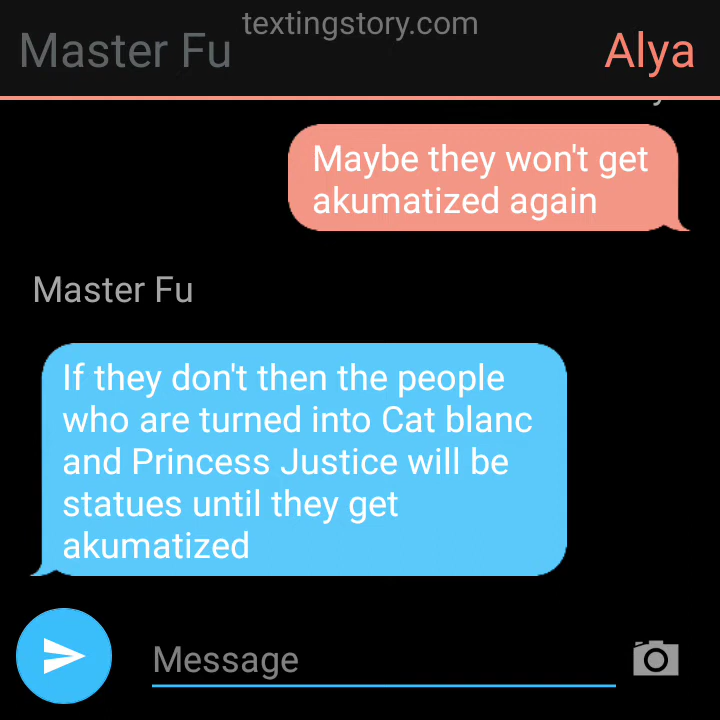 textingstory.com
Master Fu
Alya
Maybe they won't get
akumatized again
Master Fu
If they don't then the people
who are turned into Cat blanc
and Princess Justice will be
statues until they get
akumatized
Message